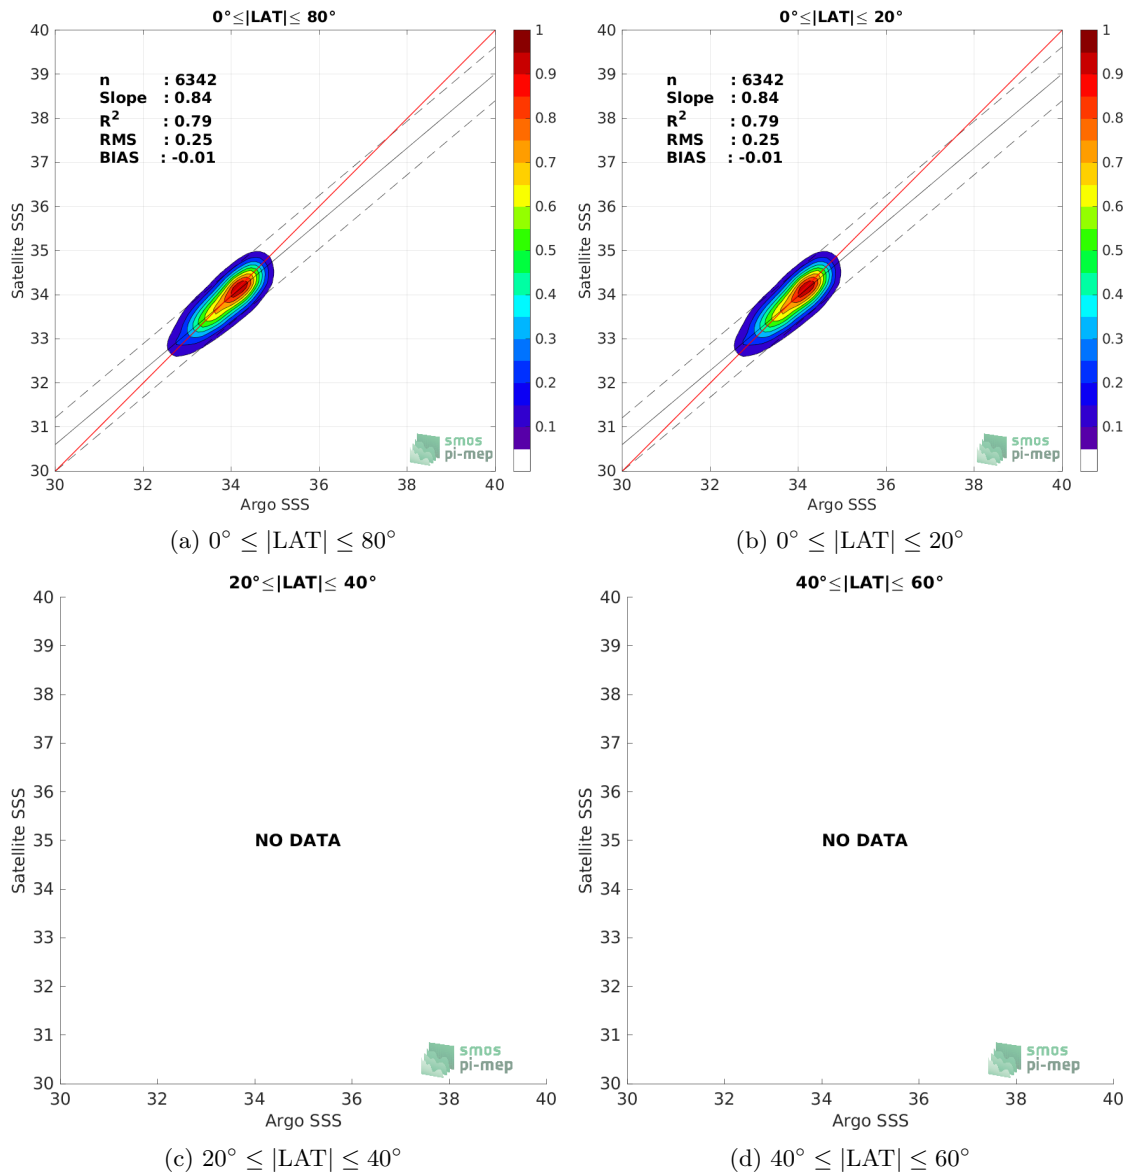 0°≤|LAT|≤ 80°
40
39
38
37
36
35
34
33
32
31
30
Satellite SSS
n : 6342
Slope : 0.84
R² : 0.79
RMS : 0.25
BIAS : -0.01
1
0.9
0.8
0.7
0.6
0.5
0.4
0.3
0.2
0.1
smos
pi-mep
30 32 34 36 38 40
Argo SSS
(a) 0° ≤ |LAT| ≤ 80°
0°≤|LAT|≤ 20°
40
39
38
37
36
35
34
33
32
31
30
Satellite SSS
n : 6342
Slope : 0.84
R² : 0.79
RMS : 0.25
BIAS : -0.01
1
0.9
0.8
0.7
0.6
0.5
0.4
0.3
0.2
0.1
smos
pi-mep
30 32 34 36 38 40
Argo SSS
(b) 0° ≤ |LAT| ≤ 20°
20°≤|LAT|≤ 40°
40
39
38
37
36
35
34
33
32
31
30
Satellite SSS
NO DATA
smos
pi-mep
30 32 34 36 38 40
Argo SSS
(c) 20° ≤ |LAT| ≤ 40°
40°≤|LAT|≤ 60°
40
39
38
37
36
35
34
33
32
31
30
Satellite SSS
NO DATA
smos
pi-mep
30 32 34 36 38 40
Argo SSS
(d) 40° ≤ |LAT| ≤ 60°